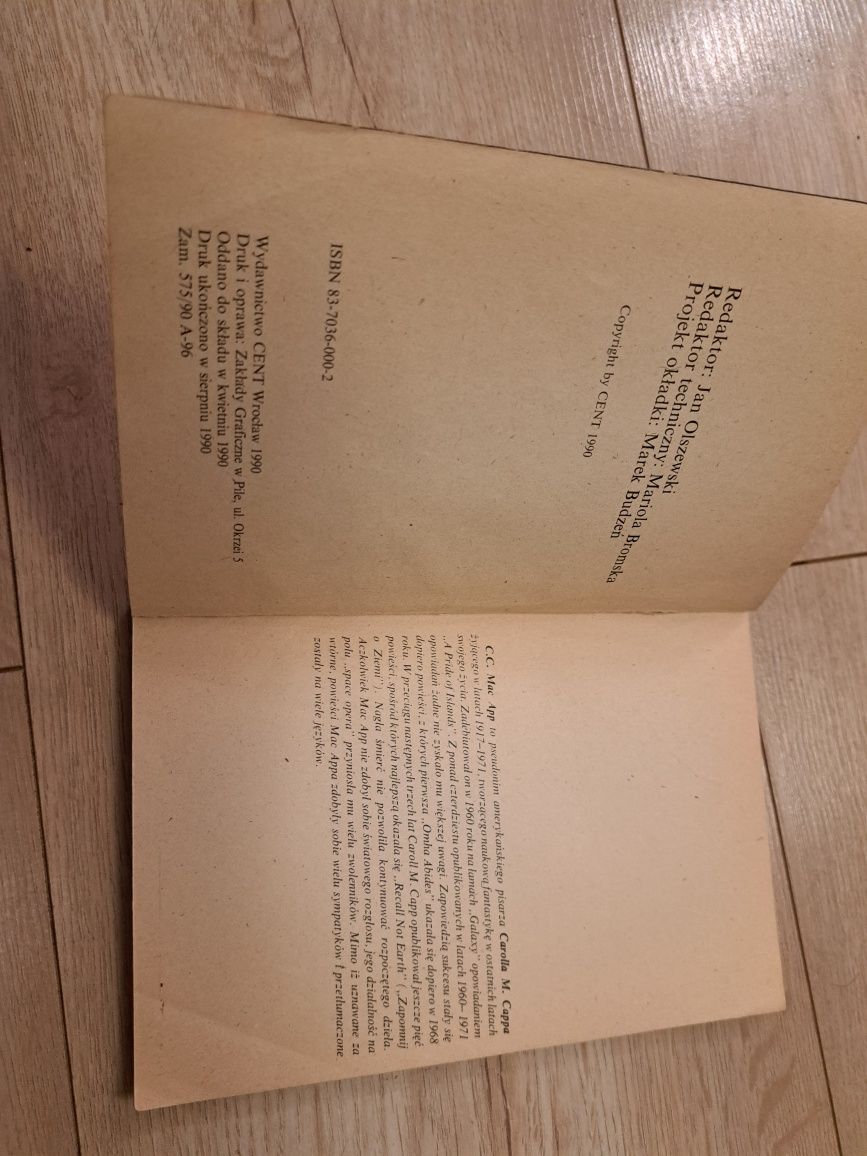 Redaktor: Jan Olszewski
Redaktor techniczny: Mariola Bromska
Projekt okładki: Marek Budzeń
Copyright by CENT 1990
ISBN 83-7036-000-2
Wydawnictwo CENT Wrocław 1990
Druk i oprawa: Zakłady Graficzne w Pile, ul. Okrzei 5
Oddano do składu w kwietniu 1990
Druk ukończono w sierpniu 1990
Zam. 575/90 A-96
C.C. Mac App to pseudonim amerykańskiego pisarza Carolla M. Cappa
żyjącego w latach 1917–1971, tworzącego naukową fantastykę w ostatnich latach
swojego życia. Zadebiutował on w 1960 roku na łamach „Galaxy" opowiadaniem
„A Pride of Islands". Z ponad czterdziestu opublikowanych w latach 1960–1971
opowiadań żadne nie zyskało mu większej uwagi. Zapowiedzią sukcesu stały się
dopiero powieści, z których pierwsza „Omha Abides" ukazała się dopiero w 1968
roku. W przeciągu następnych trzech lat Caroll M. Capp opublikował jeszcze pięć
powieści, spośród których najlepszą okazała się „Recall Not Earth" („Zapomnij
o Ziemi"). Nagła śmierć nie pozwoliła kontynuować rozpoczętego dzieła.
Aczkolwiek Mac App nie zdobył sobie światowego rozgłosu, jego działalność na
polu „space opera" przyniosła mu wielu zwolenników. Mimo iż uznawane za
wtórne, powieści Mac Appa zdobyły sobie wielu sympatyków i przetłumaczone
zostały na wiele języków.